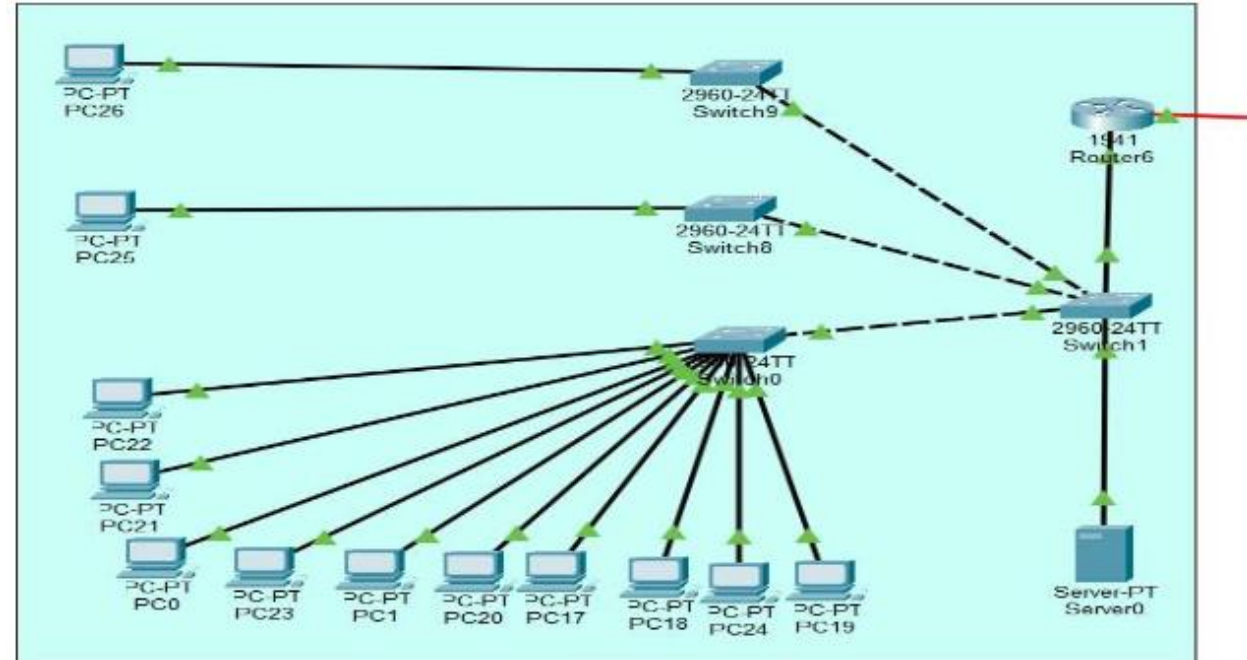 PC-PT
PC26
2960-24TT
Switch9
1941
Router6
PC-PT
PC25
2960-24TT
Switch8
2960-24TT
Switch1
24TT
Switch0
PC-PT
PC22
PC-PT
PC21
PC-PT
PC0
PC-PT
PC23
PC-PT
PC1
PC-PT
PC20
PC-PT
PC17
PC-PT
PC18
PC-PT
PC24
PC-PT
PC19
Server-PT
Server0